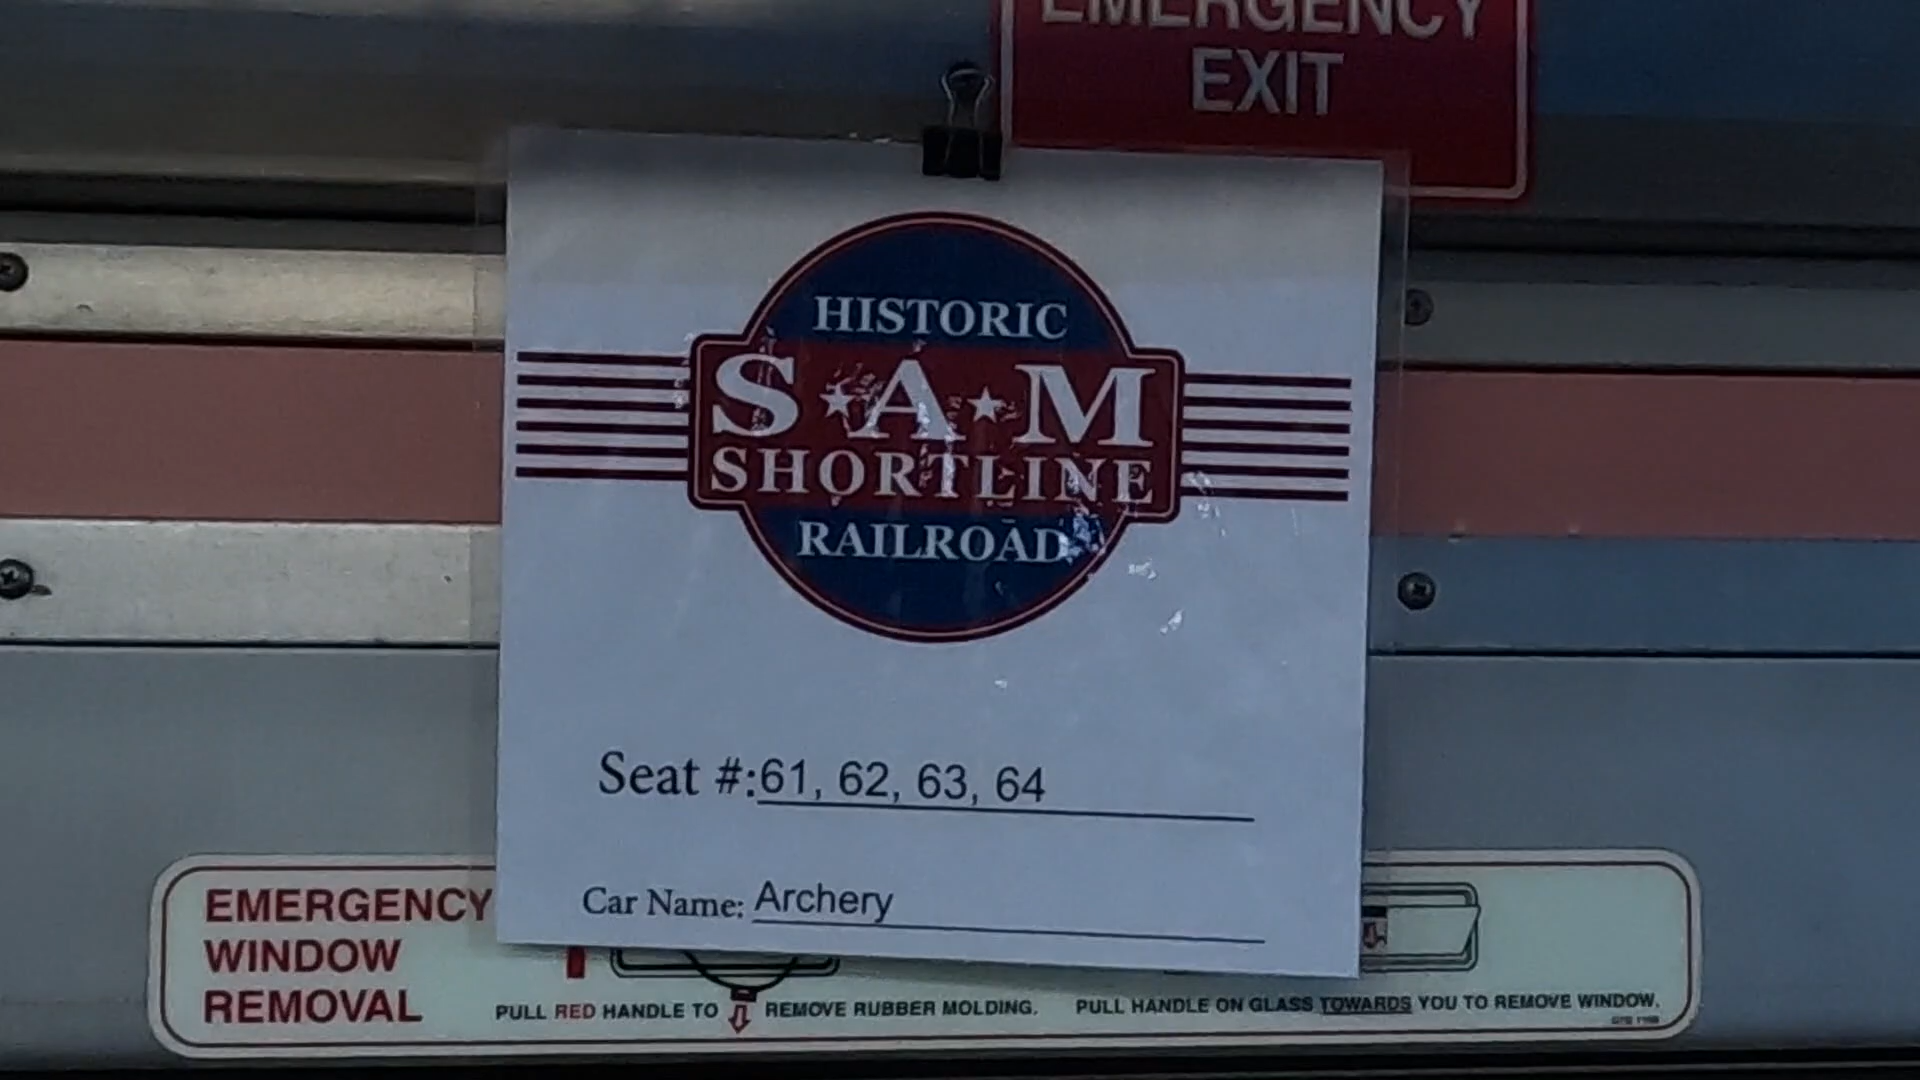 EMERGENCY
EXIT
HISTORIC
S★A★M
SHORTLINE
RAILROAD
Seat #:61, 62, 63, 64
Car Name: Archery
EMERGENCY
WINDOW
REMOVAL
PULL RED HANDLE TO REMOVE RUBBER MOLDING.
PULL HANDLE ON GLASS TOWARDS YOU TO REMOVE WINDOW.